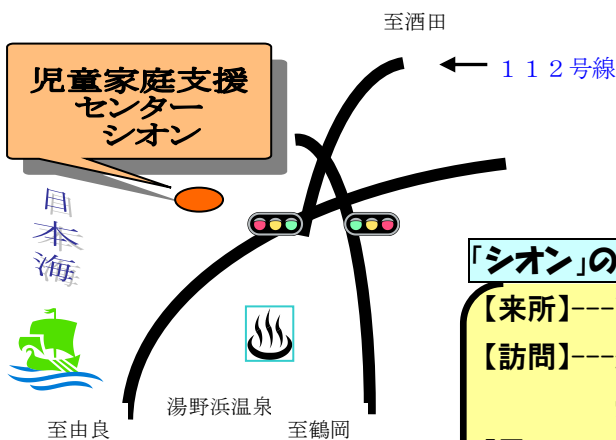 至酒田
１１２号線
児童家庭支援
センター
シオン
日本海
「シオン」の
【来所】---
【訪問】---
湯野浜温泉
至由良
至鶴岡